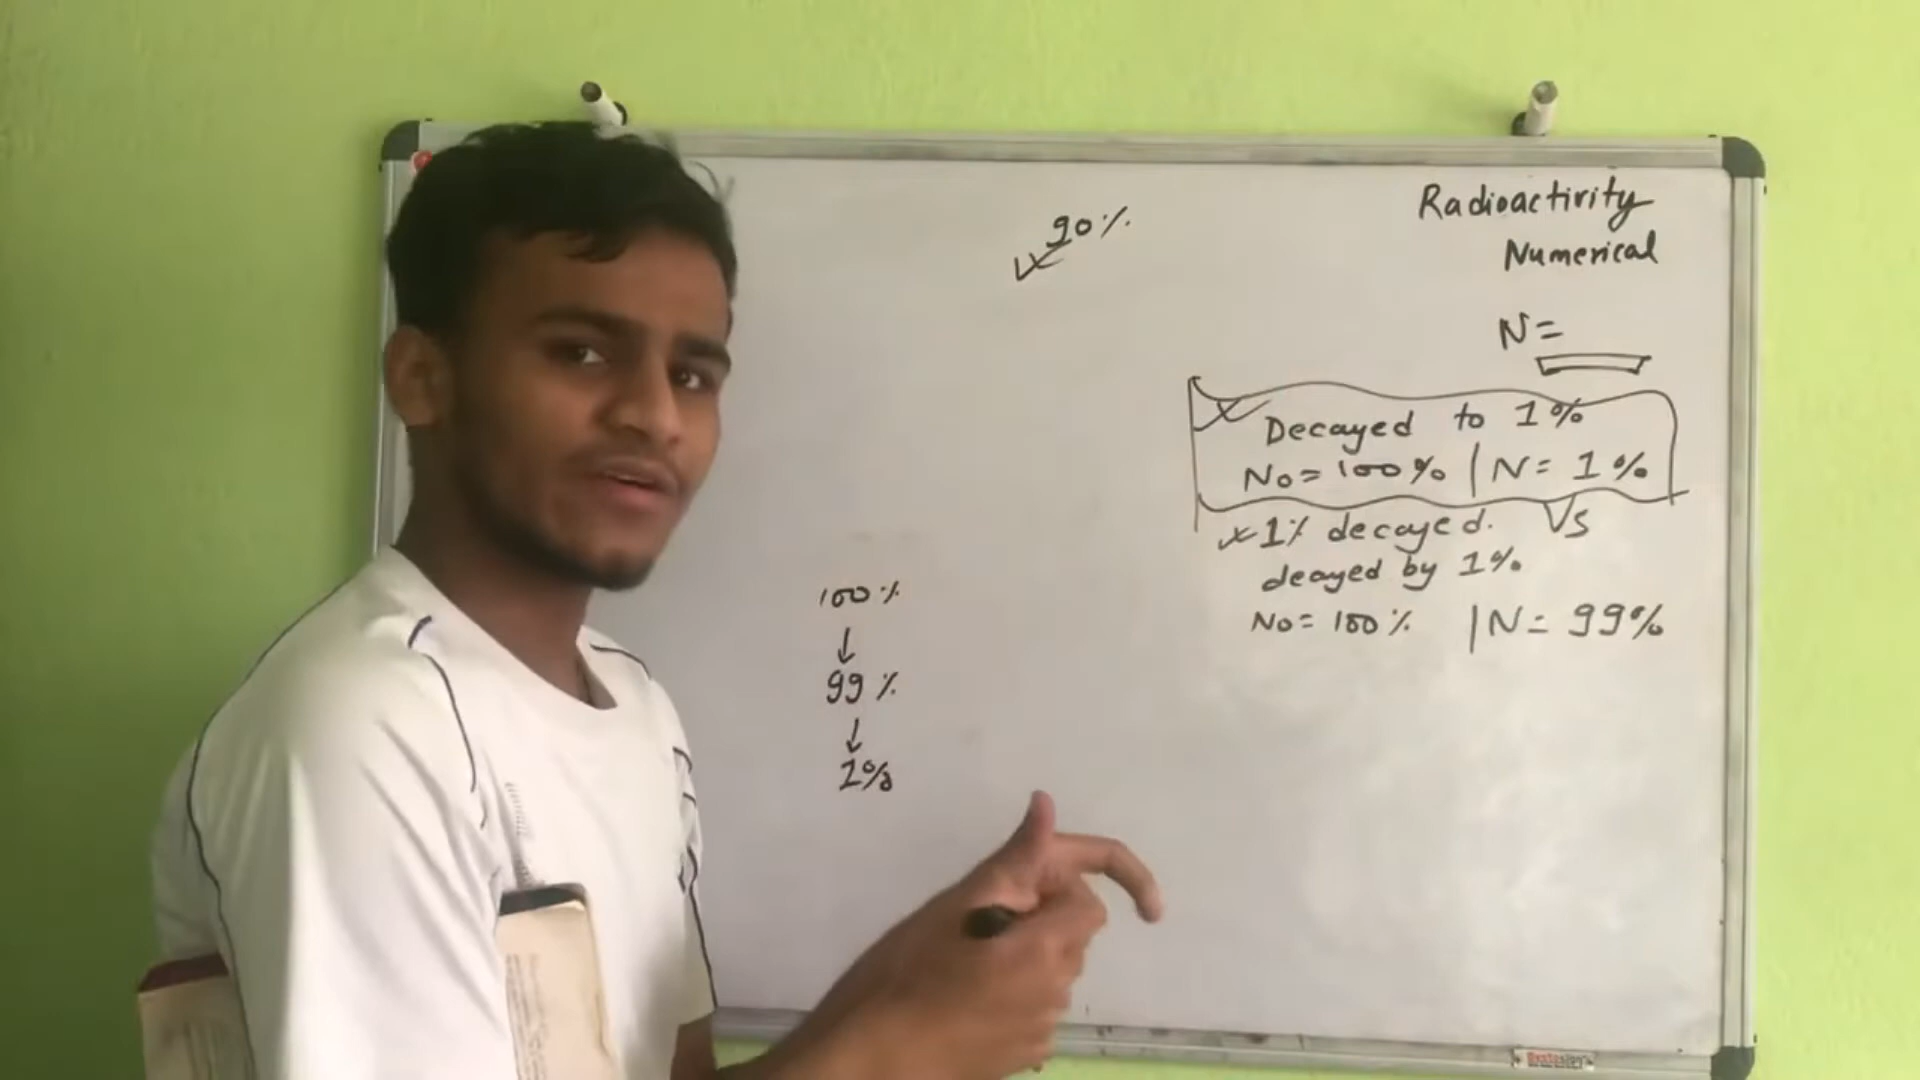 90%
Radioactivity
Numerical
N=
Decayed to 1%
No= 100% | N= 1%
1% decayed. Vs
decayed by 1%.
No= 100% | N= 99%
100%
99%
1%